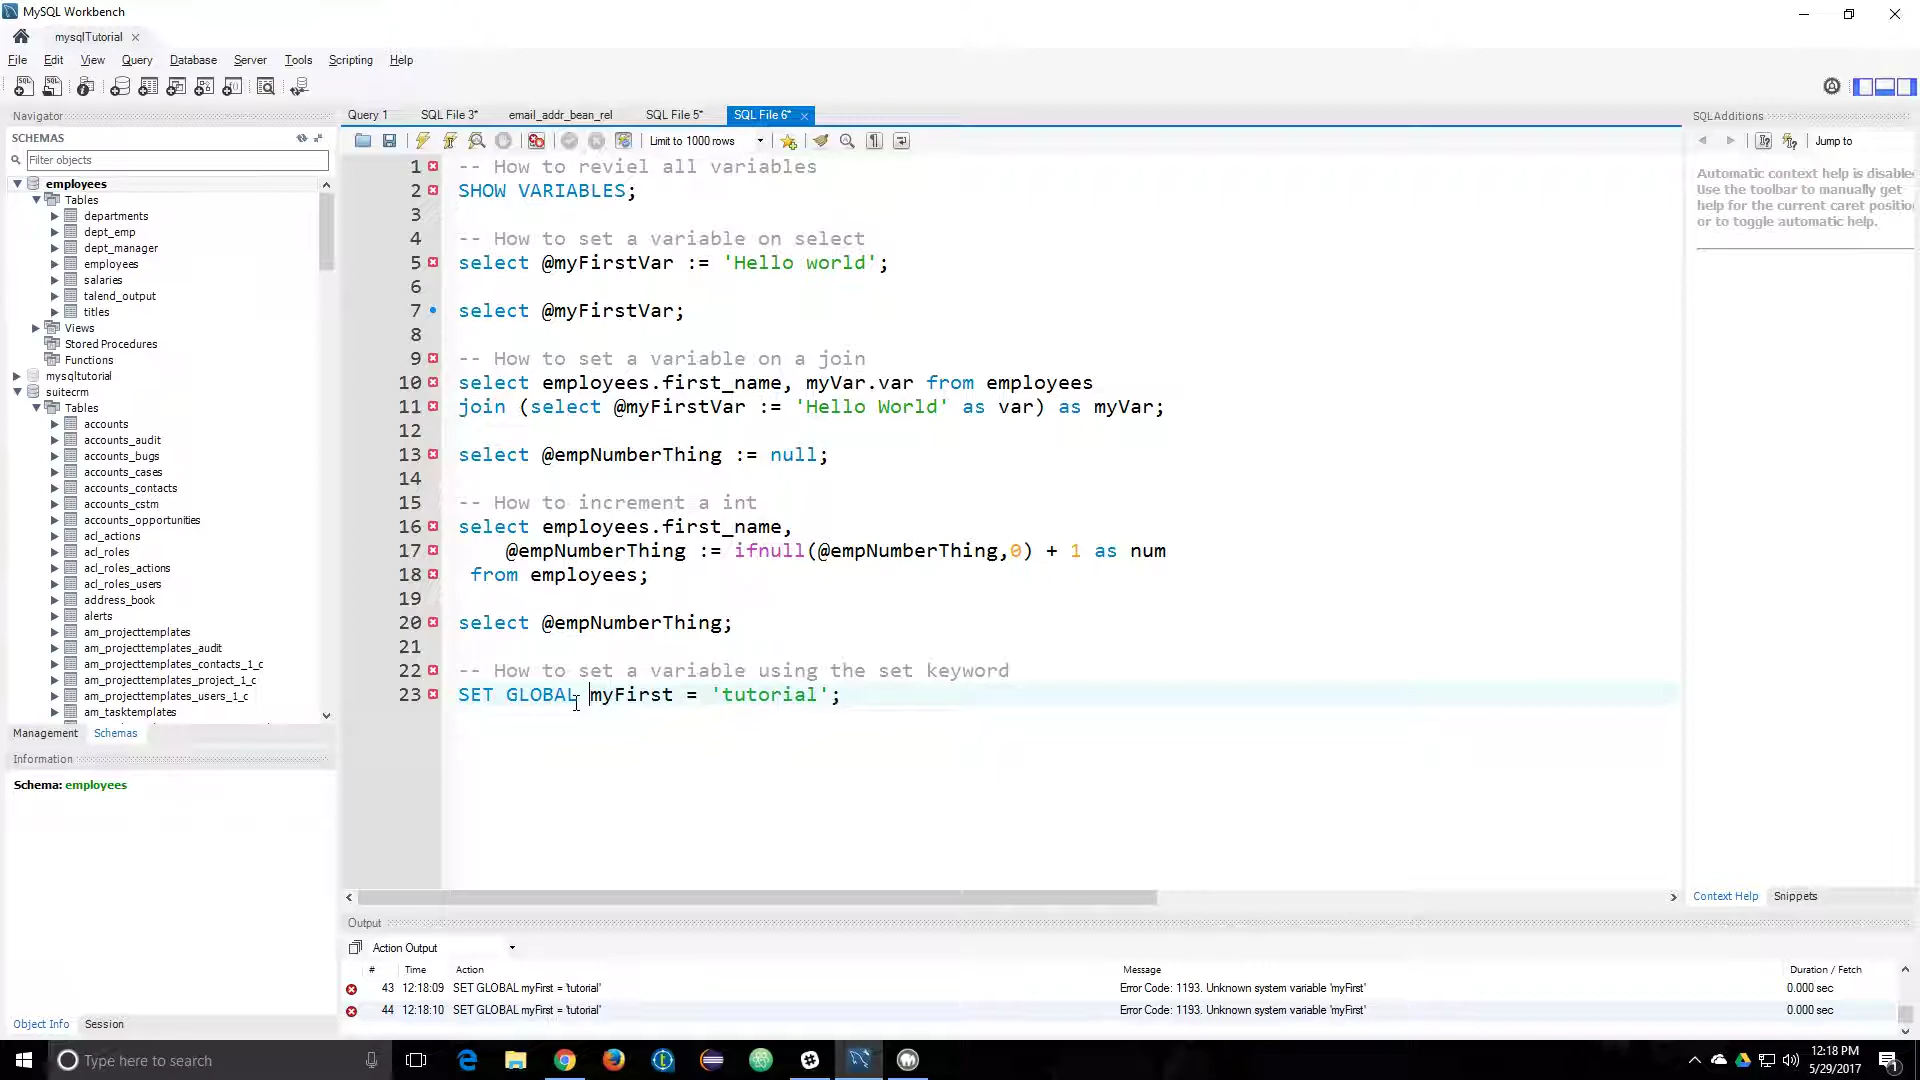 MySQL Workbench
mysqlTutorial
File Edit View Query Database Server Tools Scripting Help
Navigator
SCHEMAS
Filter objects
employees
Tables
departments
dept_emp
dept_manager
employees
salaries
talend_output
titles
Views
Stored Procedures
Functions
mysqltutorial
suitecrm
Tables
accounts
accounts_audit
accounts_bugs
accounts_cases
accounts_contacts
accounts_cstm
accounts_opportunities
acl_actions
acl_roles
acl_roles_actions
acl_roles_users
address_book
alerts
am_projecttemplates
am_projecttemplates_audit
am_projecttemplates_contacts_1_c
am_projecttemplates_project_1_c
am_projecttemplates_users_1_c
am_tasktemplates
Management Schemas
Information
Schema: employees
Object Info Session
Query 1 SQL File 3* email_addr_bean_rel SQL File 5* SQL File 6*
Limit to 1000 rows
1 -- How to reviel all variables
2 SHOW VARIABLES;
3
4 -- How to set a variable on select
5 select @myFirstVar := 'Hello world';
6
7 select @myFirstVar;
8
9 -- How to set a variable on a join
10 select employees.first_name, myVar.var from employees
11 join (select @myFirstVar := 'Hello World' as var) as myVar;
12
13 select @empNumberThing := null;
14
15 -- How to increment a int
16 select employees.first_name,
17 @empNumberThing := ifnull(@empNumberThing,0) + 1 as num
18 from employees;
19
20 select @empNumberThing;
21
22 -- How to set a variable using the set keyword
23 SET GLOBAL myFirst = 'tutorial';
SQLAdditions
Jump to
Automatic context help is disable
Use the toolbar to manually get
help for the current caret position
or to toggle automatic help.
Context Help Snippets
Output
Action Output
# Time Action Message Duration / Fetch
43 12:18:09 SET GLOBAL myFirst = 'tutorial' Error Code: 1193. Unknown system variable 'myFirst' 0.000 sec
44 12:18:10 SET GLOBAL myFirst = 'tutorial' Error Code: 1193. Unknown system variable 'myFirst' 0.000 sec
Type here to search
12:18 PM
5/29/2017